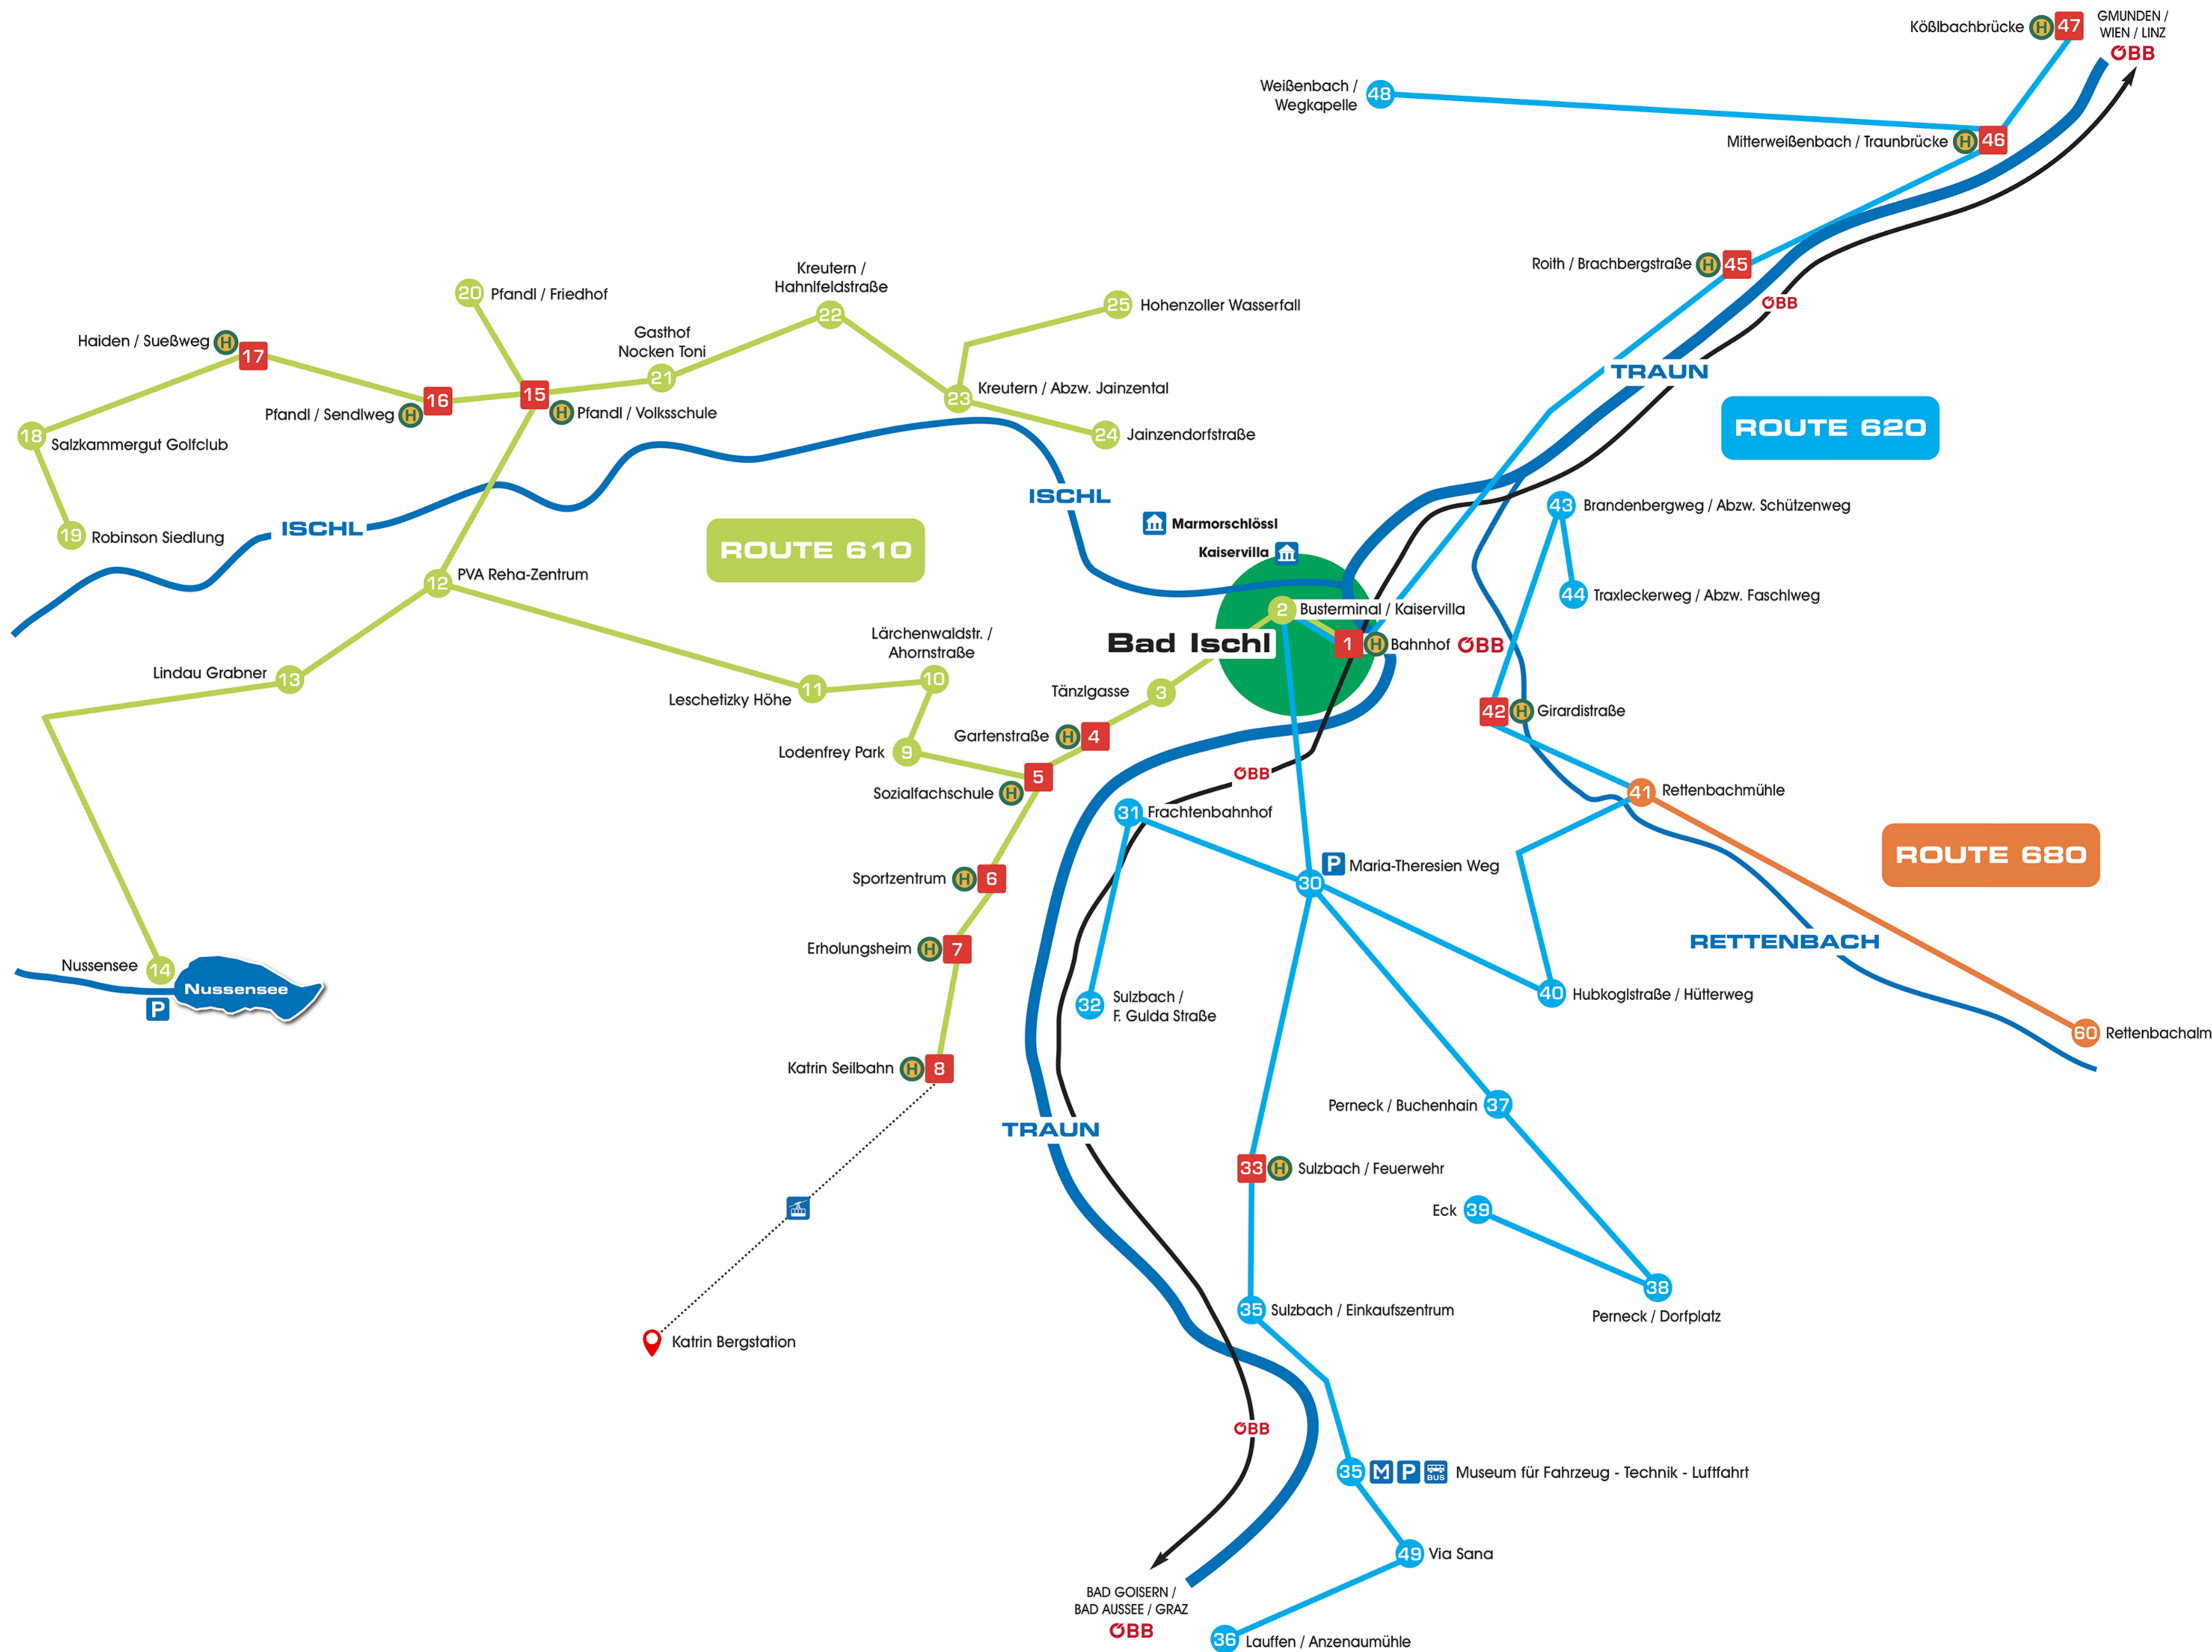 Kößlbachbrücke H 47
GMUNDEN /
WIEN / LINZ
ÖBB
Weißenbach /
Wegkapelle
48
Mitterweißenbach / Traunbrücke H 46
Roith / Brachbergstraße H 45
ÖBB
TRAUN
ROUTE 620
Kreutern /
Hahnlfeldstraße
22
20 Pfandl / Friedhof
25 Hohenzoller Wasserfall
Haiden / Sueßweg H 17
Gasthof
Nocken Toni
21
Kreutern / Abzw. Jainzental
23
Pfandl / Sendlweg H 16
15
H Pfandl / Volksschule
18
Salzkammergut Golfclub
24 Jainzendorfstraße
19 Robinson Siedlung
ISCHL
ISCHL
ROUTE 610
Marmorschlössl
Kaiservilla
43 Brandenbergweg / Abzw. Schützenweg
44 Traxleckerweg / Abzw. Faschlweg
12 PVA Reha-Zentrum
2 Busterminal / Kaiservilla
Bad Ischl
1 H Bahnhof ÖBB
Lärchenwaldstr. /
Ahornstraße
10
Lindau Grabner 13
Leschetizky Höhe 11
Tänzlgasse 3
42 H Girardistraße
Gartenstraße H 4
Lodenfrey Park 9
5
Sozialfachschule H
ÖBB
31 Frachtenbahnhof
41 Rettenbachmühle
ROUTE 680
P Maria-Theresien Weg
30
Sportzentrum H 6
Erholungsheim H 7
RETTENBACH
Nussensee 14
Nussensee
P
32 Sulzbach /
F. Gulda Straße
40 Hubkoglstraße / Hütterweg
60 Rettenbachalm
Katrin Seilbahn H 8
TRAUN
Perneck / Buchenhain 37
33 H Sulzbach / Feuerwehr
Eck 39
38
Perneck / Dorfplatz
35 Sulzbach / Einkaufszentrum
Katrin Bergstation
ÖBB
35 M P BUS Museum für Fahrzeug - Technik - Luftfahrt
49 Via Sana
BAD GOISERN /
BAD AUSSEE / GRAZ
ÖBB
36 Lauffen / Anzenaumühle